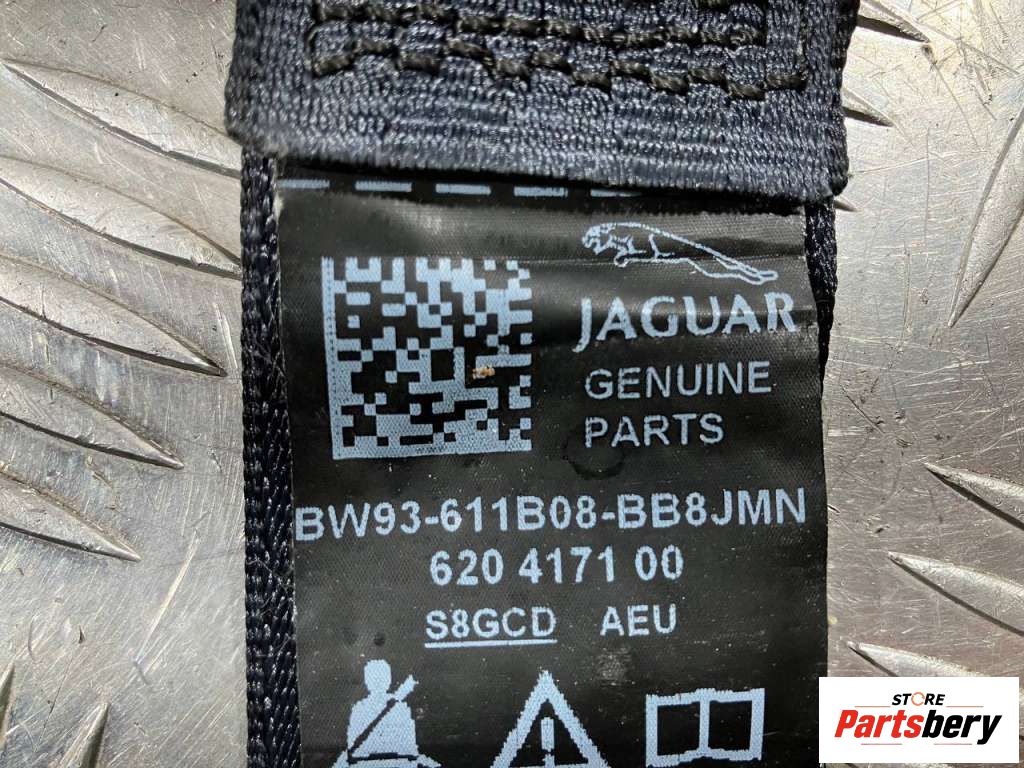 JAGUAR
GENUINE
PARTS
BW93-611B08-BB8JMN
620 4171 00
S8GCD AEU
STORE
Partsbery